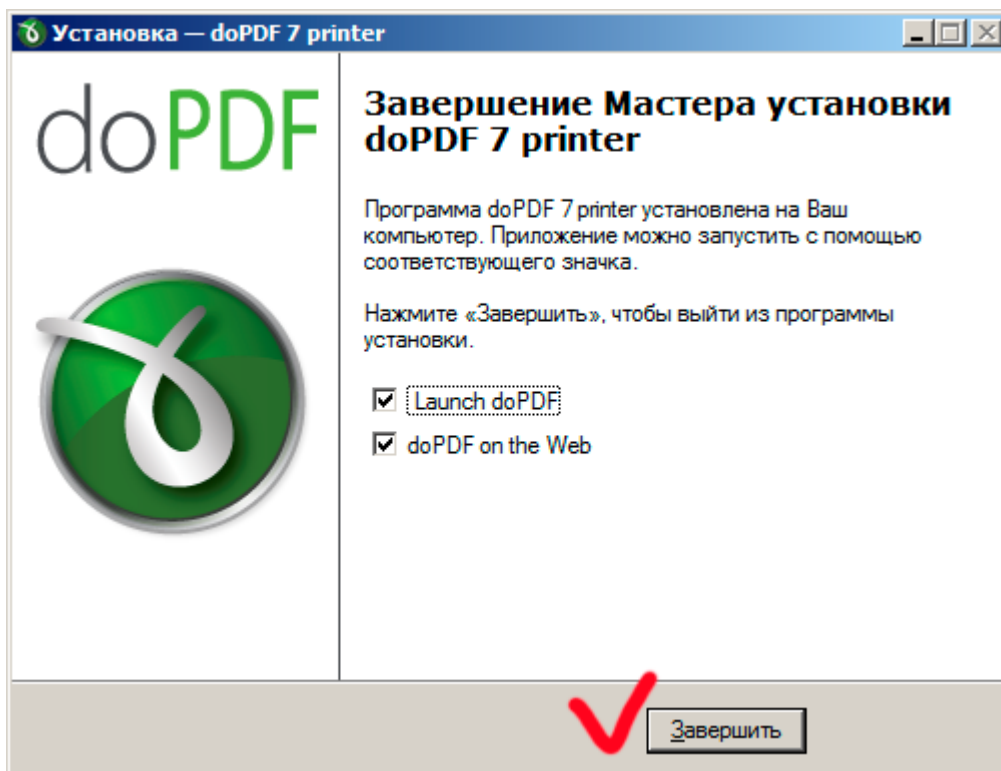 Установка — doPDF 7 printer
doPDF
Завершение Мастера установки
doPDF 7 printer
Программа doPDF 7 printer установлена на Ваш
компьютер. Приложение можно запустить с помощью
соответствующего значка.
Нажмите «Завершить», чтобы выйти из программы
установки.
Launch doPDF
doPDF on the Web
Завершить